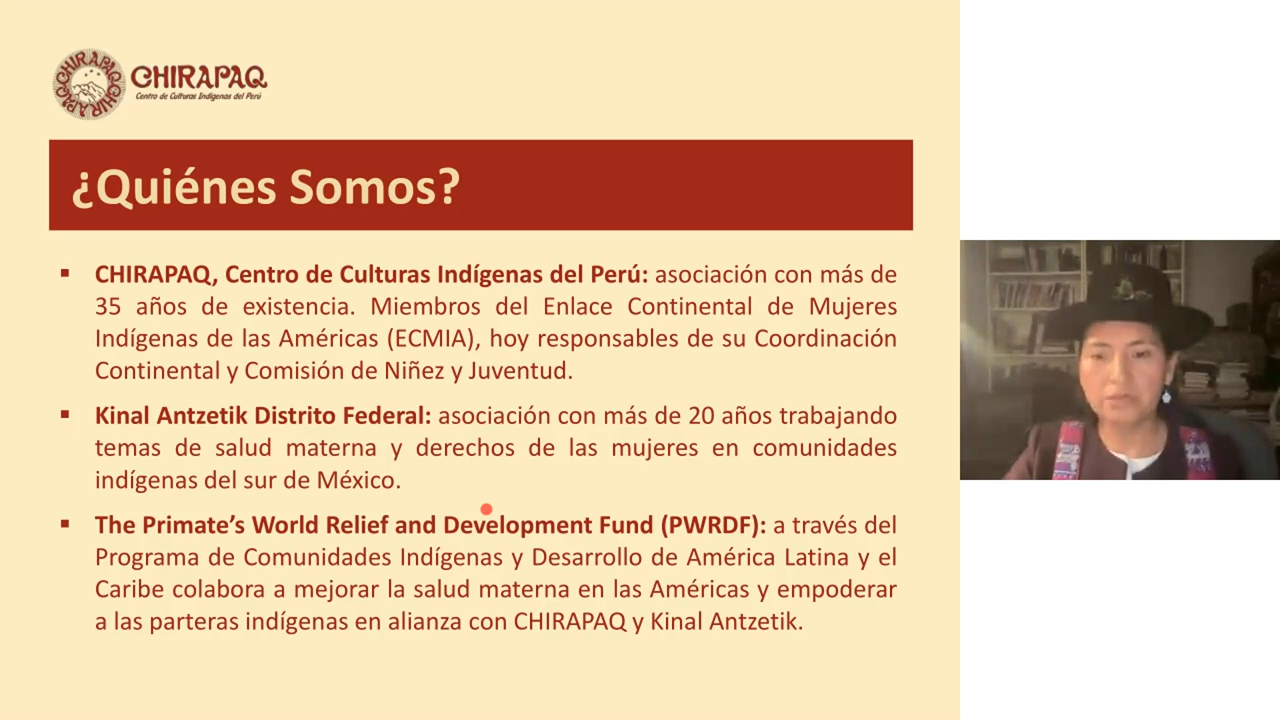 CHIRAPAQ
Centro de Culturas Indígenas del Perú
¿Quiénes Somos?
▪ CHIRAPAQ, Centro de Culturas Indígenas del Perú: asociación con más de
35 años de existencia. Miembros del Enlace Continental de Mujeres
Indígenas de las Américas (ECMIA), hoy responsables de su Coordinación
Continental y Comisión de Niñez y Juventud.
▪ Kinal Antzetik Distrito Federal: asociación con más de 20 años trabajando
temas de salud materna y derechos de las mujeres en comunidades
indígenas del sur de México.
▪ The Primate’s World Relief and Development Fund (PWRDF): a través del
Programa de Comunidades Indígenas y Desarrollo de América Latina y el
Caribe colabora a mejorar la salud materna en las Américas y empoderar
a las parteras indígenas en alianza con CHIRAPAQ y Kinal Antzetik.